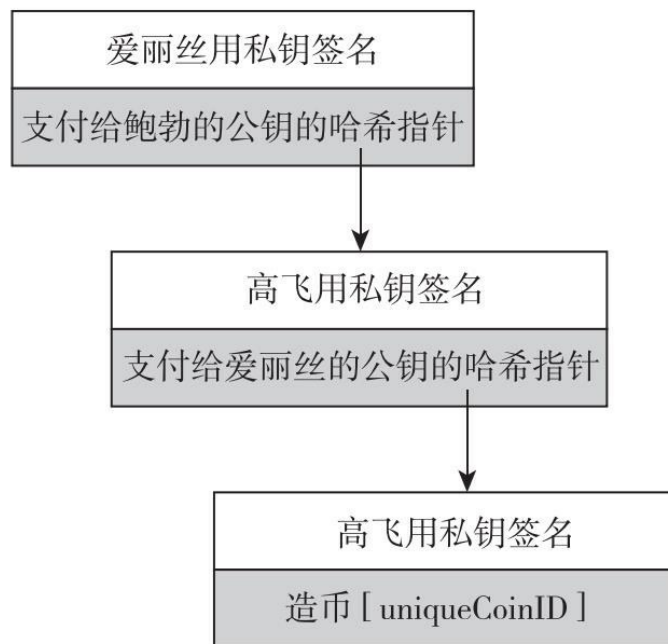 爱丽丝用私钥签名
支付给鲍勃的公钥的哈希指针
高飞用私钥签名
支付给爱丽丝的公钥的哈希指针
高飞用私钥签名
造币[uniqueCoinID]